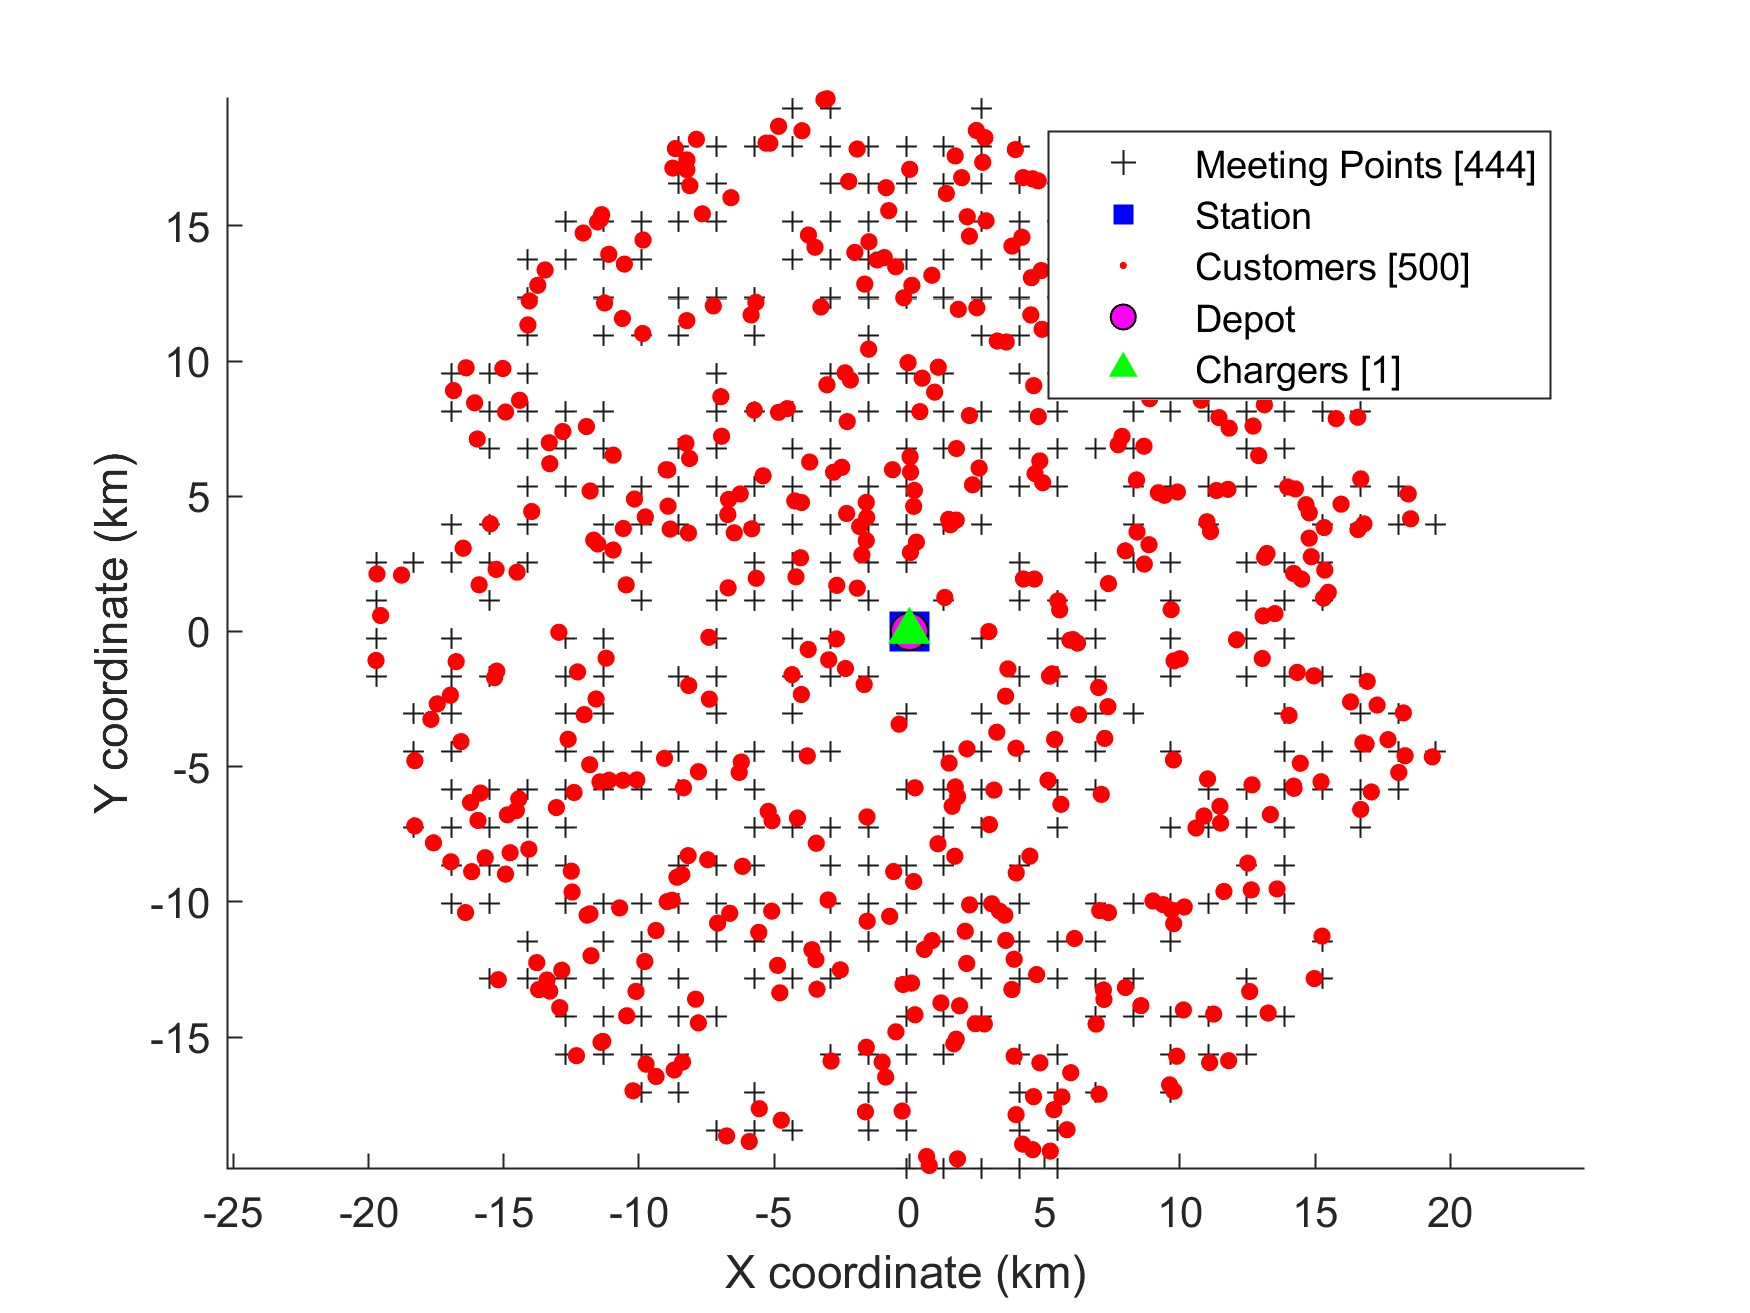 Meeting Points [444]
Station
Customers [500]
Depot
Chargers [1]
15
10
5
0
-5
-10
-15
Y coordinate (km)
-25 -20 -15 -10 -5 0 5 10 15 20
X coordinate (km)